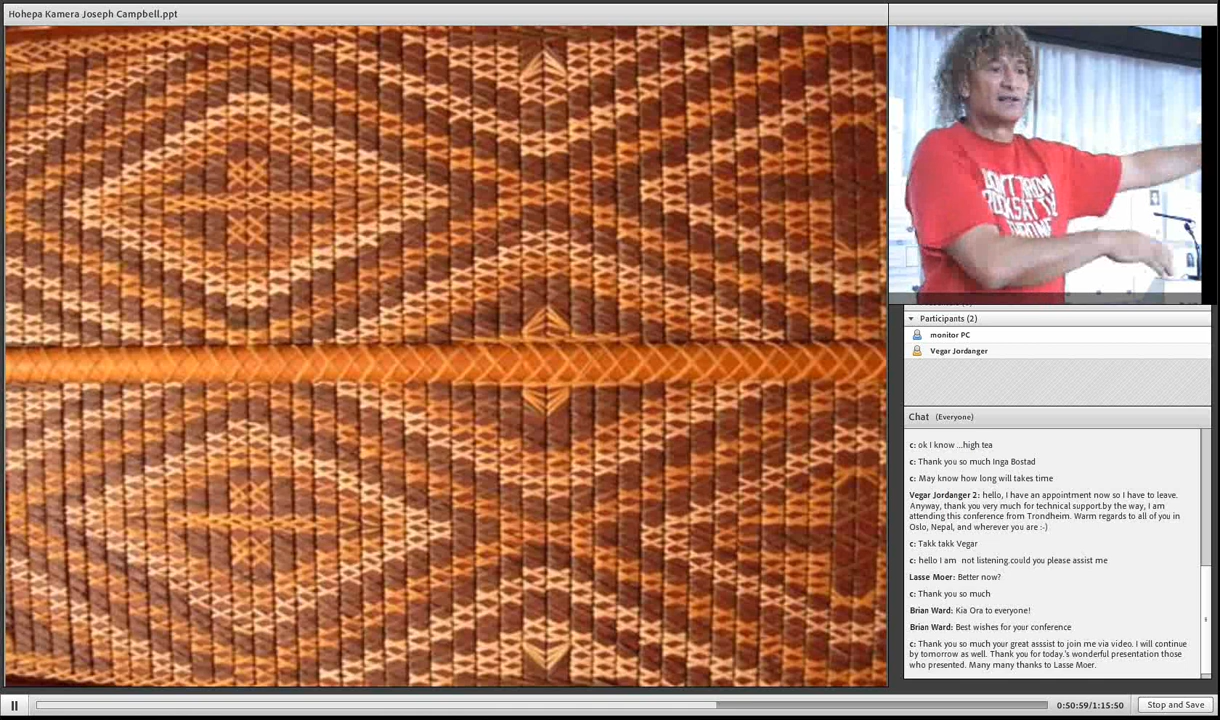 Hohepa Kamera Joseph Campbell.ppt
DON'T THROW
ROCKS AT TH
THRONE
Participants (2)
monitor PC
Vegar Jordanger
Chat (Everyone)
c: ok I know ...high tea
c: Thank you so much Inga Bostad
c: May know how long will takes time
Vegar Jordanger 2: hello, I have an appointment now so I have to leave.
Anyway, thank you very much for technical support.by the way, I am
attending this conference from Trondheim. Warm regards to all of you in
Oslo, Nepal, and wherever you are :-)
c: Takk takk Vegar
c: hello I am not listening.could you please assist me
Lasse Moer: Better now?
c: Thank you so much
Brian Ward: Kia Ora to everyone!
Brian Ward: Best wishes for your conference
c: Thank you so much your great asssist to join me via video. I will continue
by tomorrow as well. Thank you for today.'s wonderful presentation those
who presented. Many many thanks to Lasse Moer.
0:50:59/1:15:50
Stop and Save